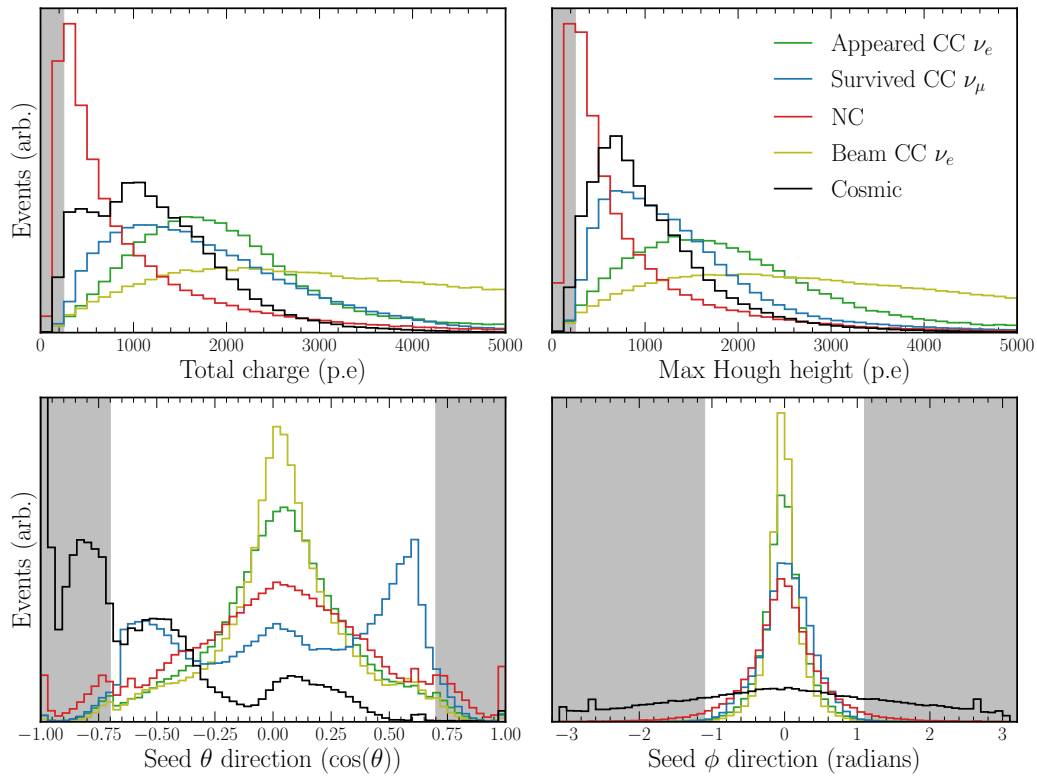 Events (arb.)
0 1000 2000 3000 4000 5000
Total charge (p.e)
Appeared CC νe
Survived CC νμ
NC
Beam CC νe
Cosmic
0 1000 2000 3000 4000 5000
Max Hough height (p.e)
Events (arb.)
−1.00 −0.75 −0.50 −0.25 0.00 0.25 0.50 0.75 1.00
Seed θ direction (cos(θ))
−3 −2 −1 0 1 2 3
Seed ϕ direction (radians)